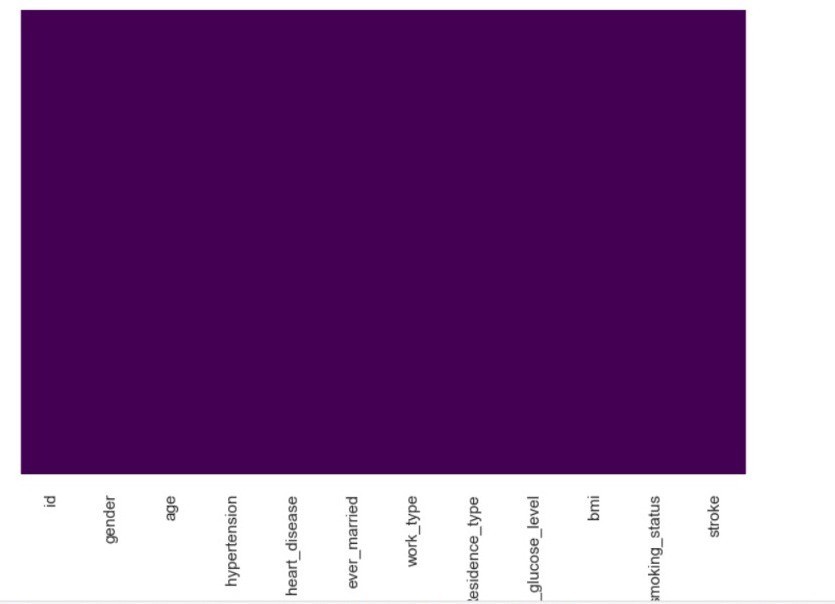 id
gender
age
hypertension
heart_disease
ever_married
work_type
esidence_type
_glucose_level
bmi
moking_status
stroke